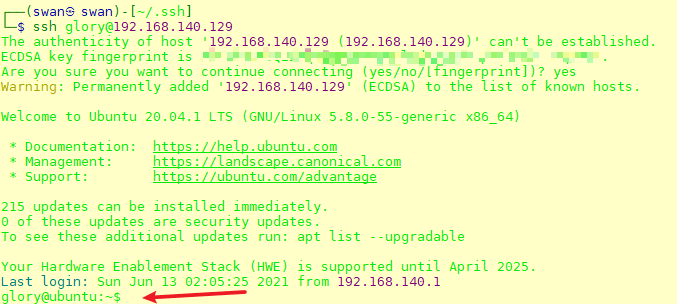 ┌──(swan㉿swan)-[~/.ssh]
└─$ ssh glory@192.168.140.129
The authenticity of host '192.168.140.129 (192.168.140.129)' can't be established.
ECDSA key fingerprint is .
Are you sure you want to continue connecting (yes/no/[fingerprint])? yes
Warning: Permanently added '192.168.140.129' (ECDSA) to the list of known hosts.
Welcome to Ubuntu 20.04.1 LTS (GNU/Linux 5.8.0-55-generic x86_64)
* Documentation: https://help.ubuntu.com
* Management: https://landscape.canonical.com
* Support: https://ubuntu.com/advantage
215 updates can be installed immediately.
0 of these updates are security updates.
To see these additional updates run: apt list --upgradable
Your Hardware Enablement Stack (HWE) is supported until April 2025.
Last login: Sun Jun 13 02:05:25 2021 from 192.168.140.1
glory@ubuntu:~$